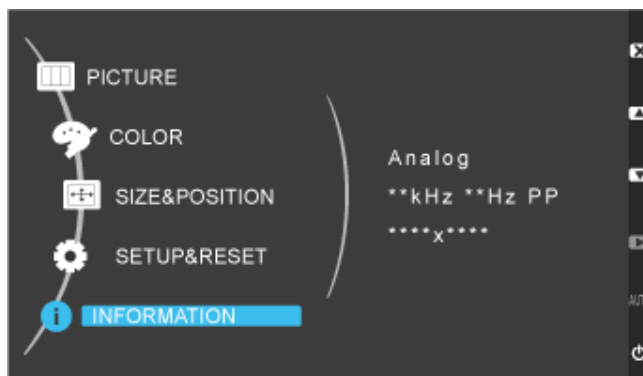 PICTURE
COLOR
SIZE&POSITION
SETUP&RESET
INFORMATION
Analog
**kHz **Hz PP
****x****